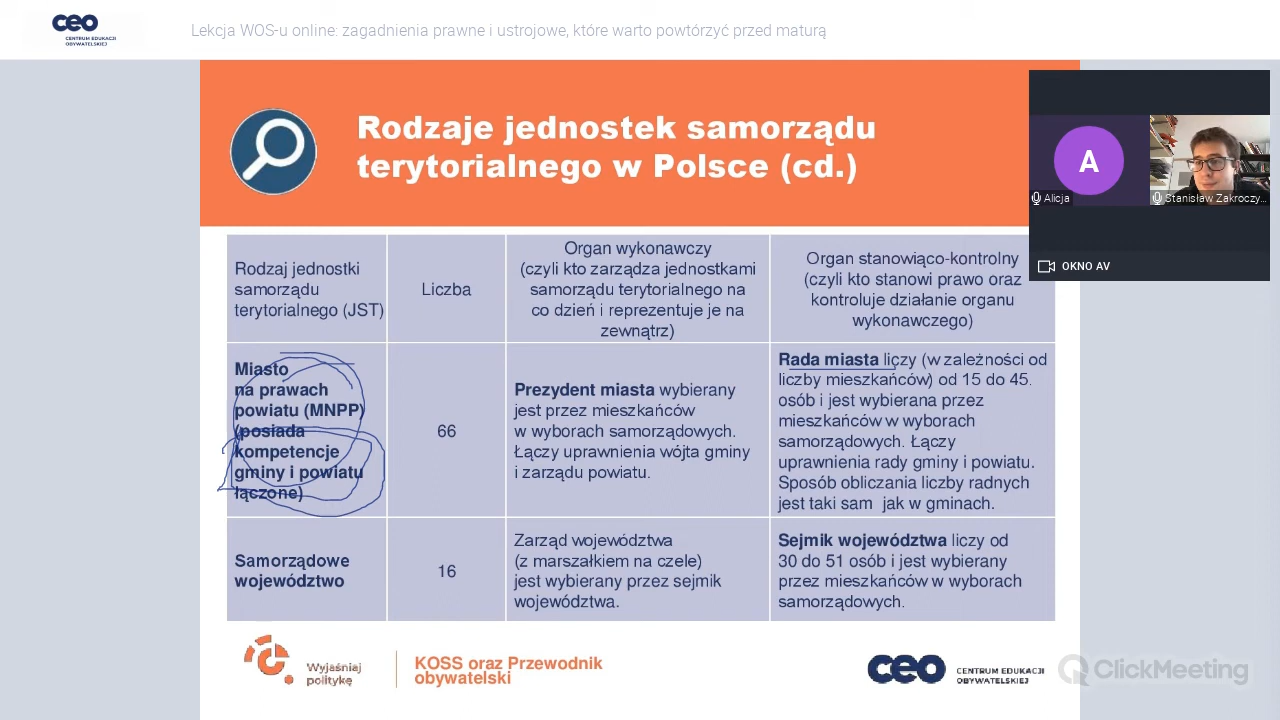 ceo
CENTRUM EDUKACJI
OBYWATELSKIEJ
Lekcja WOS-u online: zagadnienia prawne i ustrojowe, które warto powtórzyć przed maturą
Rodzaje jednostek samorządu
terytorialnego w Polsce (cd.)
A
Alicja
Stanisław Zakroczy...
OKNO AV
Rodzaj jednostki
samorządu
terytorialnego (JST)
Liczba
Organ wykonawczy
(czyli kto zarządza jednostkami
samorządu terytorialnego na
co dzień i reprezentuje je na
zewnątrz)
Organ stanowiąco-kontrolny
(czyli kto stanowi prawo oraz
kontroluje działanie organu
wykonawczego)
Miasto
na prawach
powiatu (MNPP)
(posiada
kompetencje
gminy i powiatu
łączone)
66
Prezydent miasta wybierany
jest przez mieszkańców
w wyborach samorządowych.
Łączy uprawnienia wójta gminy
i zarządu powiatu.
Rada miasta liczy (w zależności od
liczby mieszkańców) od 15 do 45.
osób i jest wybierana przez
mieszkańców w wyborach
samorządowych. Łączy
uprawnienia rady gminy i powiatu.
Sposób obliczania liczby radnych
jest taki sam jak w gminach.
Samorządowe
województwo
16
Zarząd województwa
(z marszałkiem na czele)
jest wybierany przez sejmik
województwa.
Sejmik województwa liczy od
30 do 51 osób i jest wybierany
przez mieszkańców w wyborach
samorządowych.
Wyjaśniaj
politykę
KOSS oraz Przewodnik
obywatelski
ceo
CENTRUM EDUKACJI
OBYWATELSKIEJ
ClickMeeting